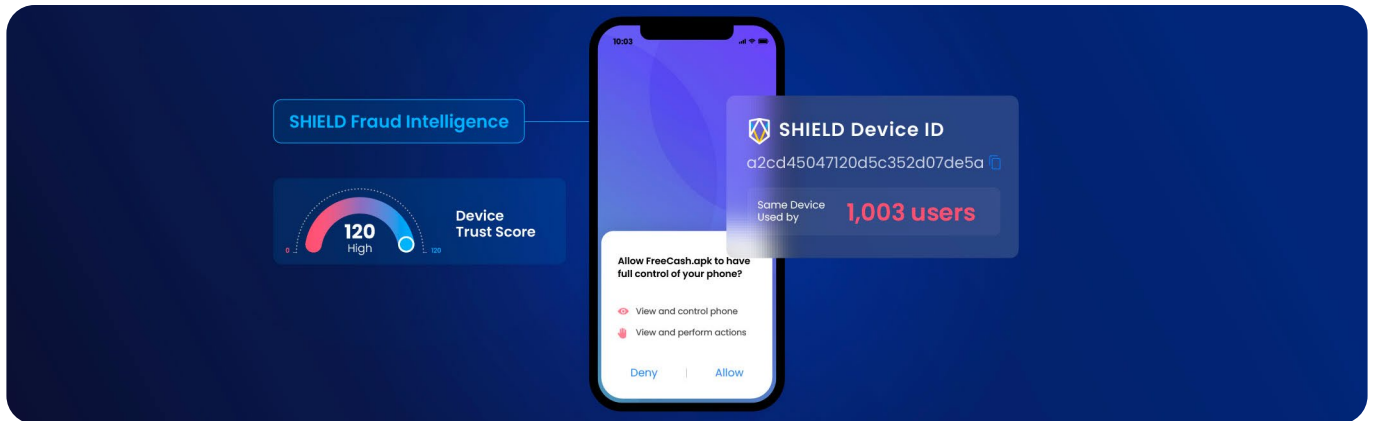 SHIELD Fraud Intelligence
120
High
0
120
Device
Trust Score
10:03
Allow FreeCash.apk to have
full control of your phone?
View and control phone
View and perform actions
Deny | Allow
SHIELD Device ID
a2cd45047120d5c352d07de5a
Same Device
Used by
1,003 users